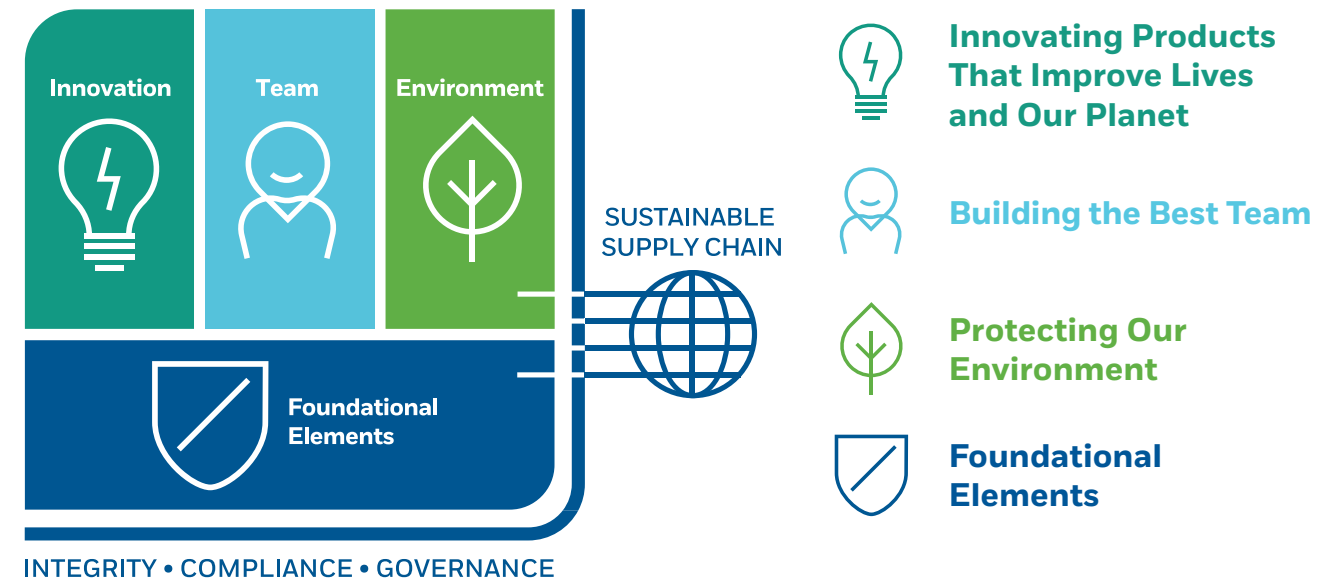 Innovation
Team
Environment
SUSTAINABLE
SUPPLY CHAIN
Foundational
Elements
INTEGRITY • COMPLIANCE • GOVERNANCE
Innovating Products
That Improve Lives
and Our Planet
Building the Best Team
Protecting Our
Environment
Foundational
Elements